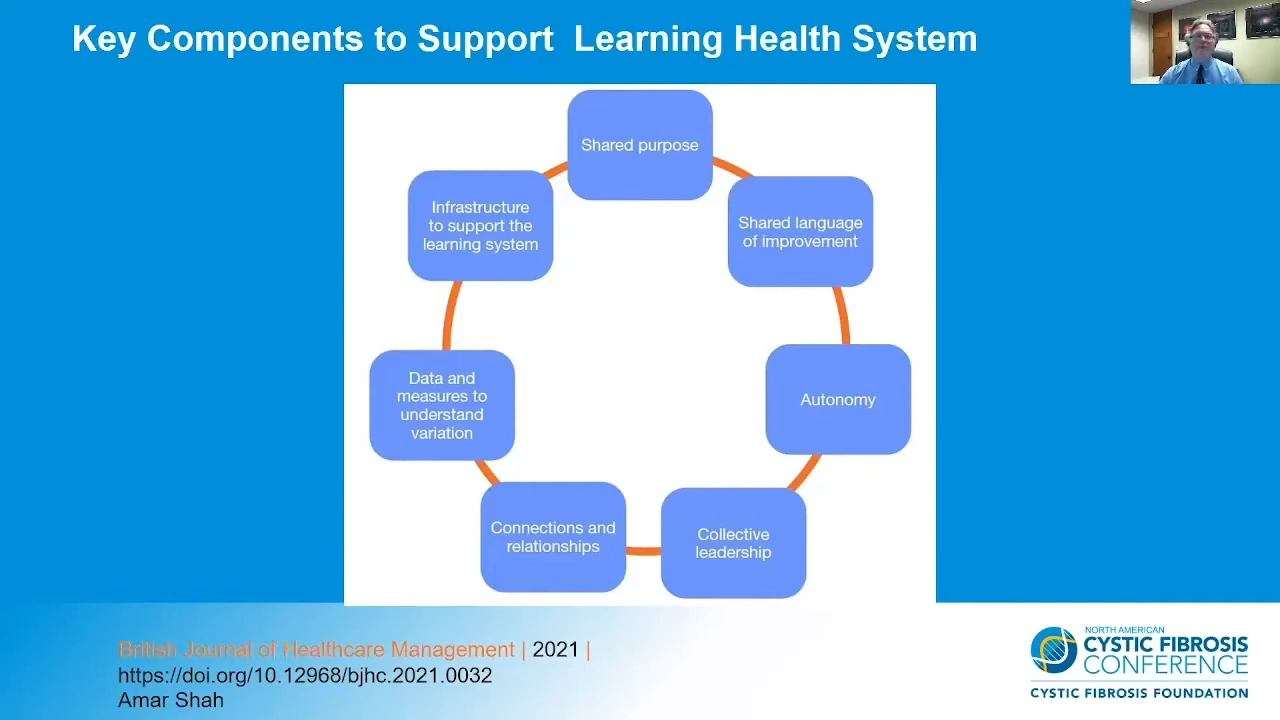 Key Components to Support  Learning Health System
Shared purpose
Shared language
of improvement
Autonomy
Collective
leadership
Connections and
relationships
Data and
measures to
understand
variation
Infrastructure
to support the
learning system
British Journal of Healthcare Management | 2021 |
https://doi.org/10.12968/bjhc.2021.0032
Amar Shah
NORTH AMERICAN
CYSTIC FIBROSIS
CONFERENCE
CYSTIC FIBROSIS FOUNDATION